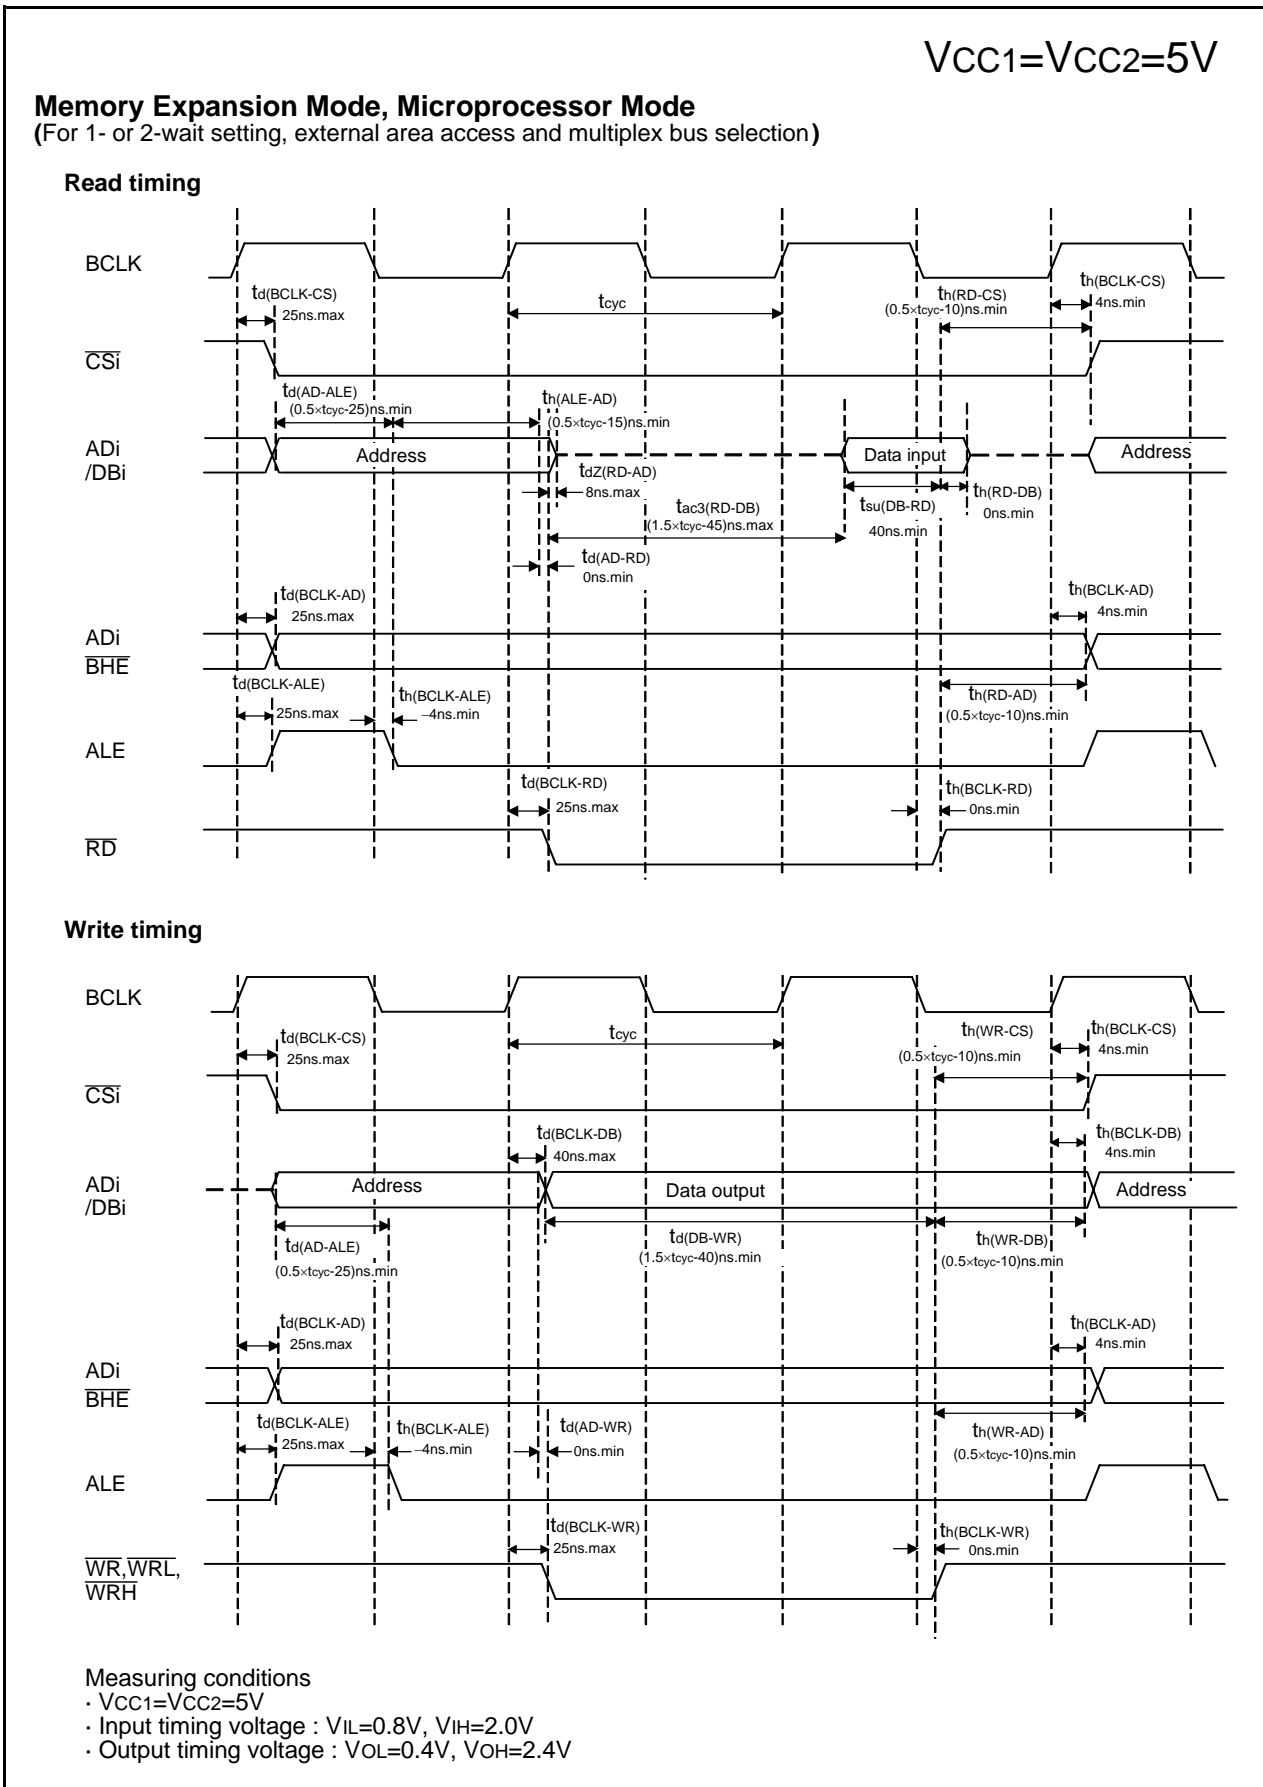 VCC1=VCC2=5V
Memory Expansion Mode, Microprocessor Mode
(For 1- or 2-wait setting, external area access and multiplex bus selection)
Read timing
BCLK
td(BCLK-CS)
25ns.max
tcyc
th(RD-CS)
(0.5×tcyc-10)ns.min
th(BCLK-CS)
4ns.min
CSi
td(AD-ALE)
(0.5×tcyc-25)ns.min
th(ALE-AD)
(0.5×tcyc-15)ns.min
ADi
/DBi
Address
Data input
Address
tdZ(RD-AD)
8ns.max
tac3(RD-DB)
(1.5×tcyc-45)ns.max
tsu(DB-RD)
40ns.min
th(RD-DB)
0ns.min
td(AD-RD)
0ns.min
td(BCLK-AD)
25ns.max
th(BCLK-AD)
4ns.min
ADi
BHE
td(BCLK-ALE)
25ns.max
th(BCLK-ALE)
–4ns.min
th(RD-AD)
(0.5×tcyc-10)ns.min
ALE
td(BCLK-RD)
25ns.max
th(BCLK-RD)
0ns.min
RD
Write timing
BCLK
td(BCLK-CS)
25ns.max
tcyc
th(WR-CS)
(0.5×tcyc-10)ns.min
th(BCLK-CS)
4ns.min
CSi
td(BCLK-DB)
40ns.max
th(BCLK-DB)
4ns.min
ADi
/DBi
Address
Data output
Address
td(AD-ALE)
(0.5×tcyc-25)ns.min
td(DB-WR)
(1.5×tcyc-40)ns.min
th(WR-DB)
(0.5×tcyc-10)ns.min
td(BCLK-AD)
25ns.max
th(BCLK-AD)
4ns.min
ADi
BHE
td(BCLK-ALE)
25ns.max
th(BCLK-ALE)
–4ns.min
td(AD-WR)
0ns.min
th(WR-AD)
(0.5×tcyc-10)ns.min
ALE
td(BCLK-WR)
25ns.max
th(BCLK-WR)
0ns.min
WR,WRL,
WRH
Measuring conditions
· VCC1=VCC2=5V
· Input timing voltage : VIL=0.8V, VIH=2.0V
· Output timing voltage : VOL=0.4V, VOH=2.4V